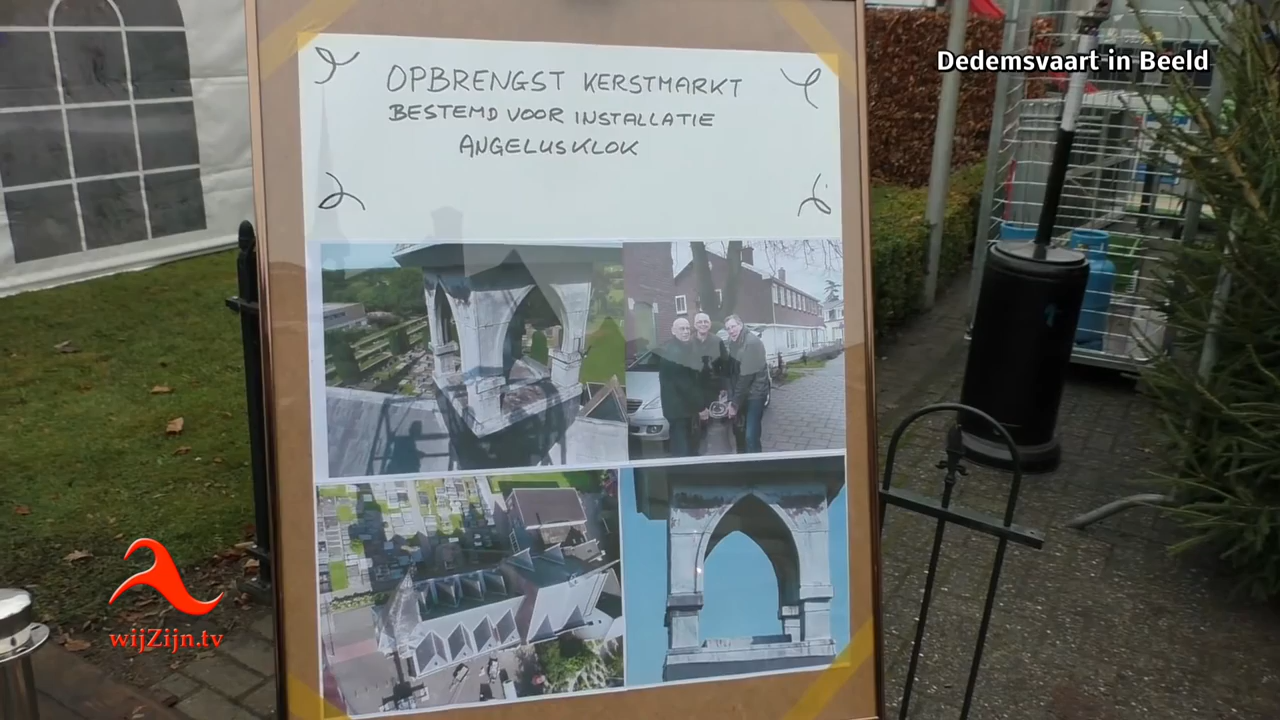 Dedemsvaart in Beeld
OPBRENGST KERSTMARKT
BESTEMD VOOR INSTALLATIE
ANGELUSKLOK
wijZijn.tv